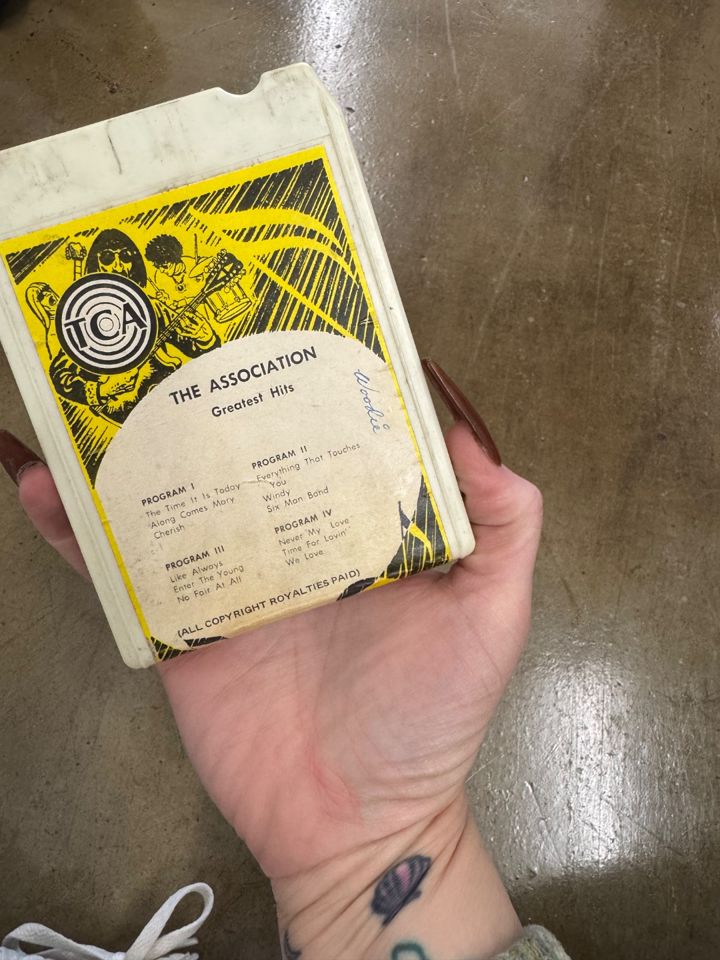 TCA
THE ASSOCIATION
Greatest Hits
Woodie
PROGRAM I
The Time It Is Today
Along Comes Mary
Cherish
PROGRAM II
Everything That Touches
You
Windy
Six Man Band
PROGRAM III
Like Always
Enter The Young
No Fair At All
PROGRAM IV
Never My Love
Time For Lovin'
We Love
(ALL COPYRIGHT ROYALTIES PAID)